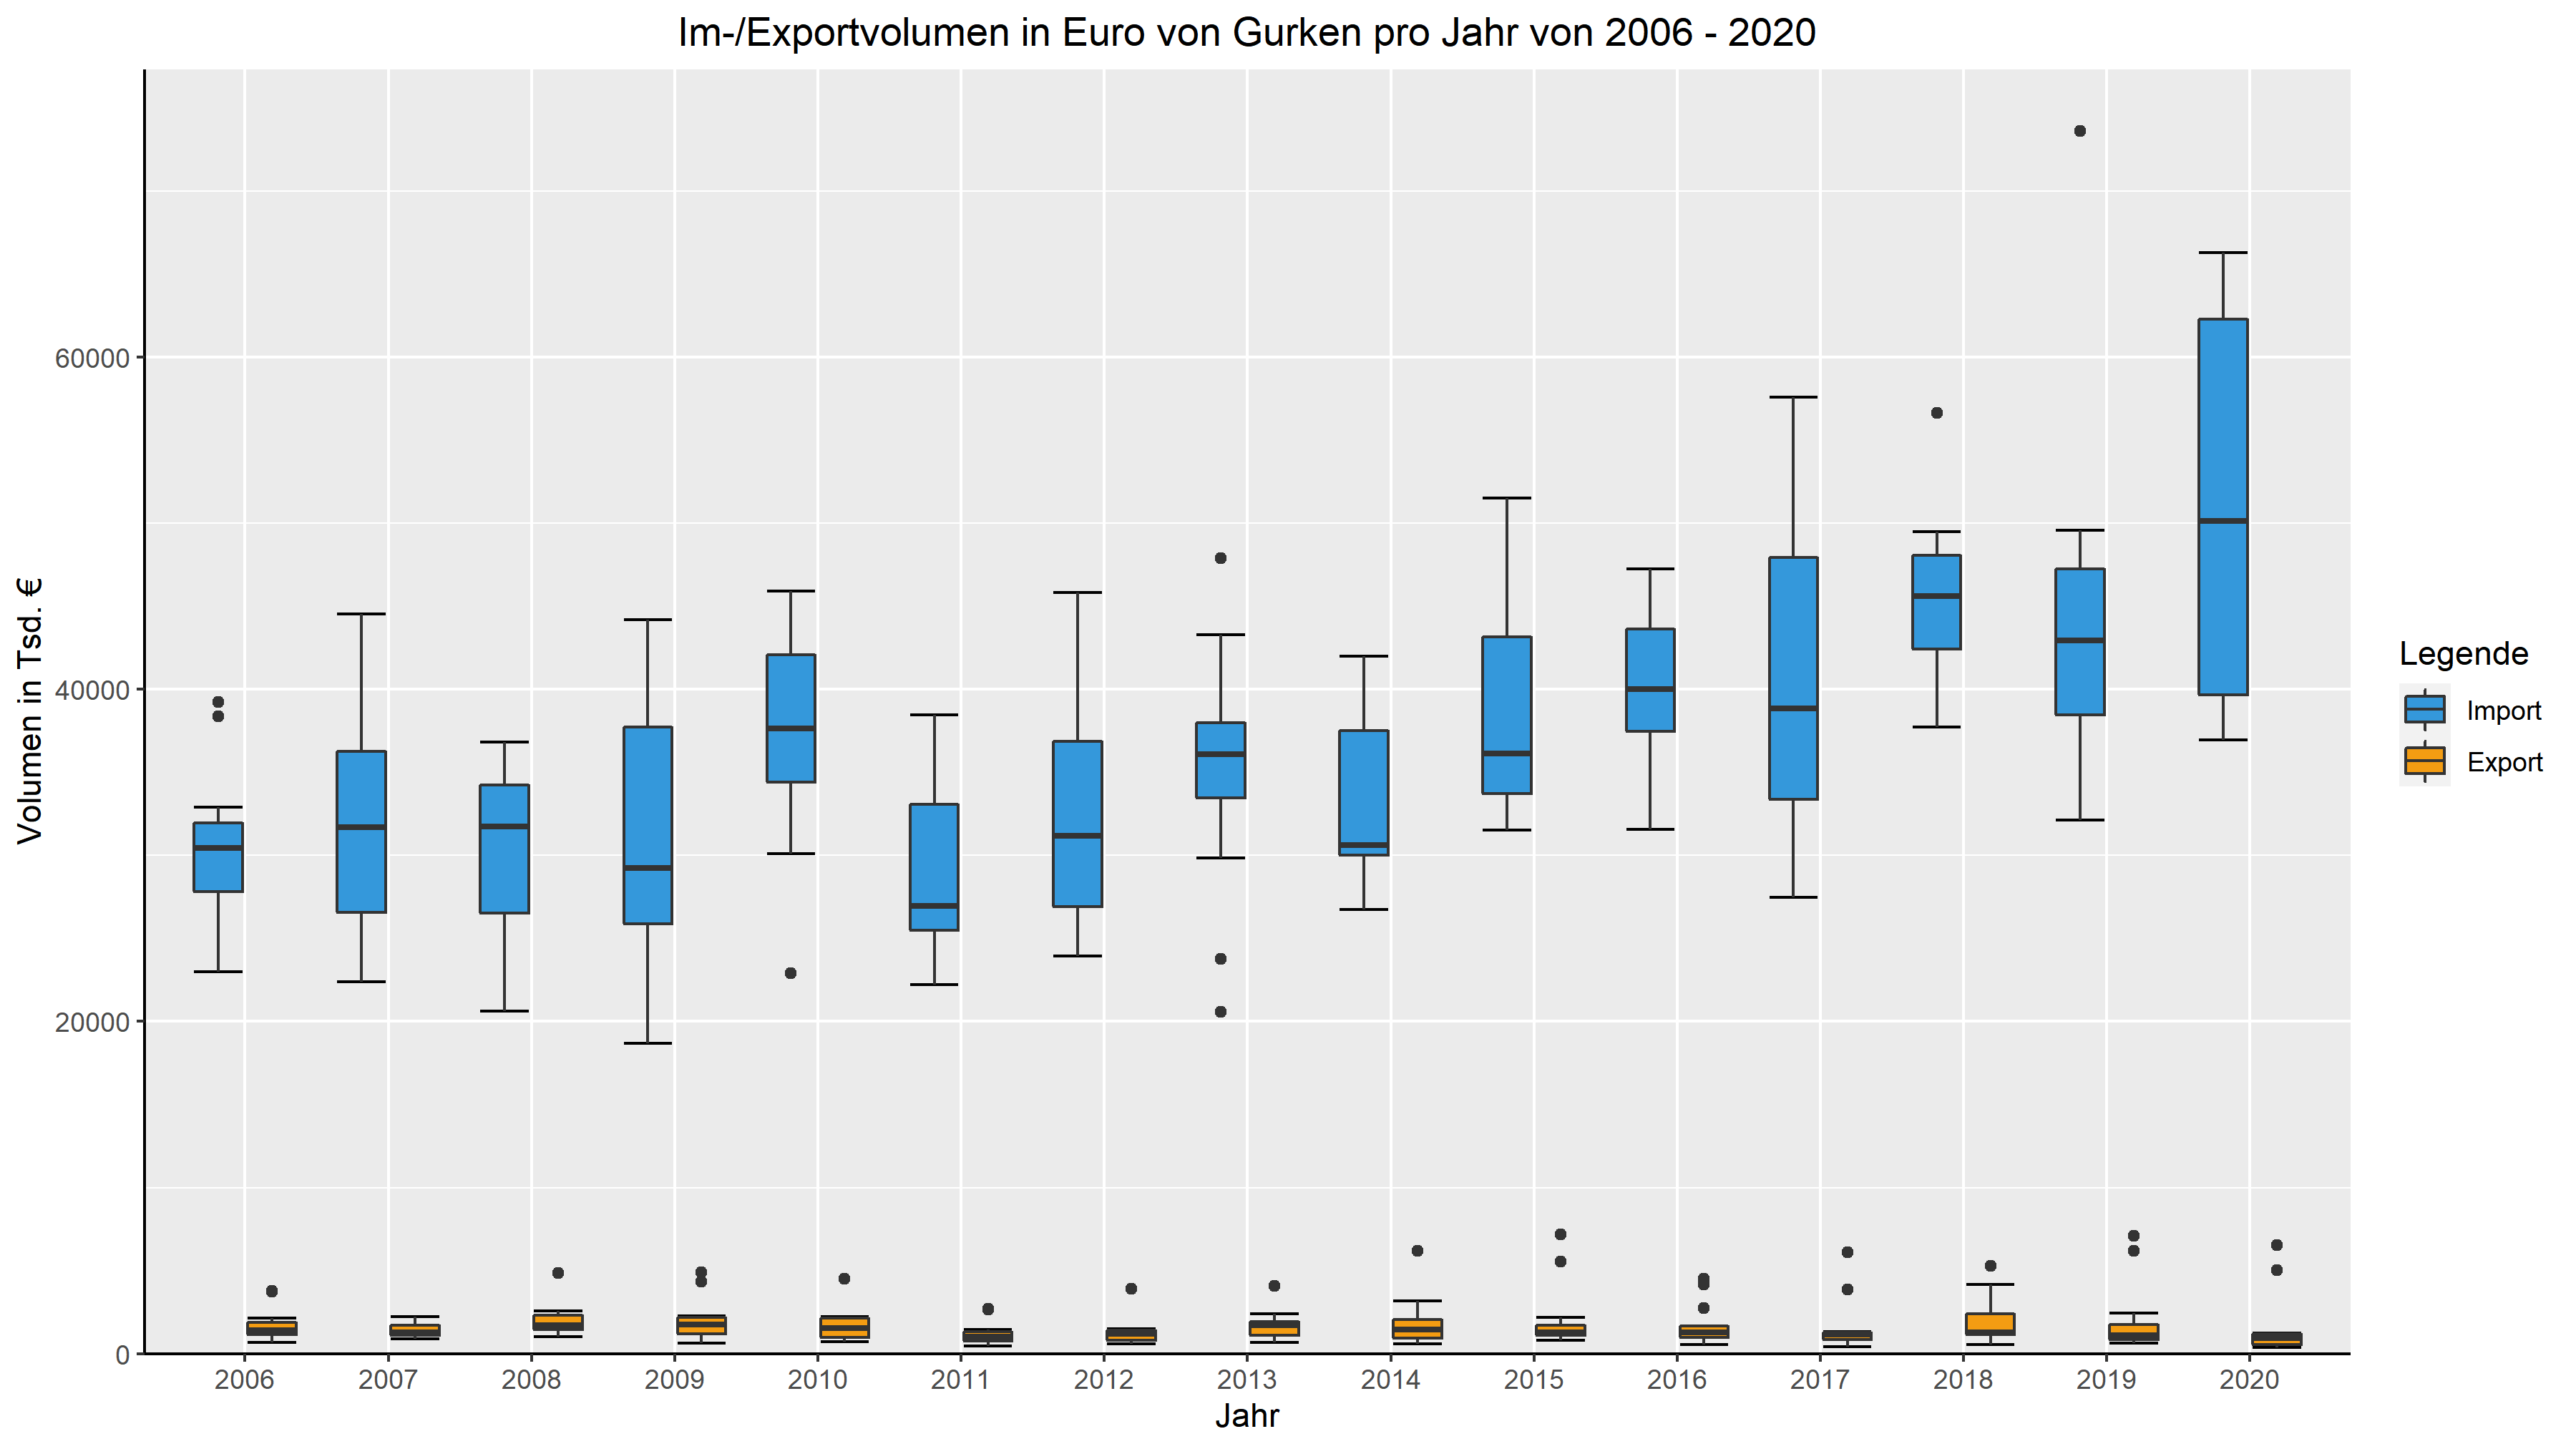 Im-/Exportvolumen in Euro von Gurken pro Jahr von 2006 - 2020
Volumen in Tsd. €
60000
40000
20000
0
2006 2007 2008 2009 2010 2011 2012 2013 2014 2015 2016 2017 2018 2019 2020
Jahr
Legende
Import
Export